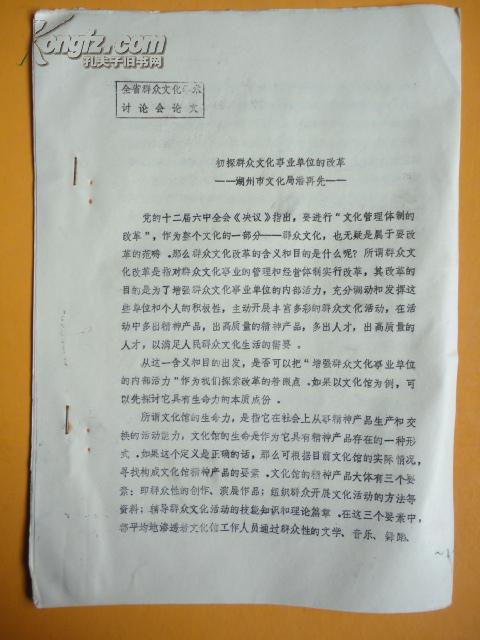 Kongfz.com
孔夫子旧书网
全省群众文化学术
讨论会论文
初探群众文化事业单位的改革
——湖州市文化局潘再先——
党的十二届六中全会《决议》指出，要进行“文化管理体制的
改革”，作为整个文化的一部分——群众文化，也无疑是属于要改
革的范畴。那么群众文化改革的含义和目的是什么呢？所谓群众文
化改革是指对群众文化事业的管理和经营体制实行改革，其改革的
目的是为了增强群众文化事业单位的内部活力，充分调动和发挥这
些单位和个人的积极性，主动开展丰富多彩的群众文化活动，在活
动中多出精神产品，出高质量的精神产品，多出人才，出高质量的
人才，以满足人民群众文化生活的需要。
从这一含义和目的出发，是否可以把“增强群众文化事业单位
的内部活力”作为我们探索改革的着眼点。如果以文化馆为例，可
以先探讨它具有生命力的本质成份。
所谓文化馆的生命力，是指它在社会上从事精神产品生产和交
换的活动能力，文化馆的生命是作为它具有精神产品存在的一种形
式。如果这个定义是正确的话，那么可根据目前文化馆的实际情况，
寻找构成文化馆精神产品的要素。文化馆的精神产品大体有三个
要素：即群众性的创作、演展作品；组织群众开展文化活动的方法等
资料；辅导群众文化活动的技能知识和理论篇章。在这三个要素中，
都平均地渗透着文化馆工作人员通过群众性的文学、音乐、舞蹈、